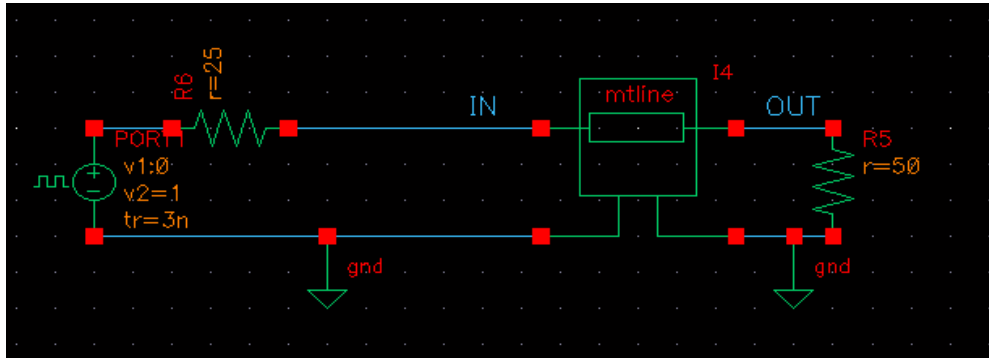 R6
r=25
IN
mtline
I4
OUT
PORT1
v1:0
v2=1
tr=3n
R5
r=50
gnd
gnd